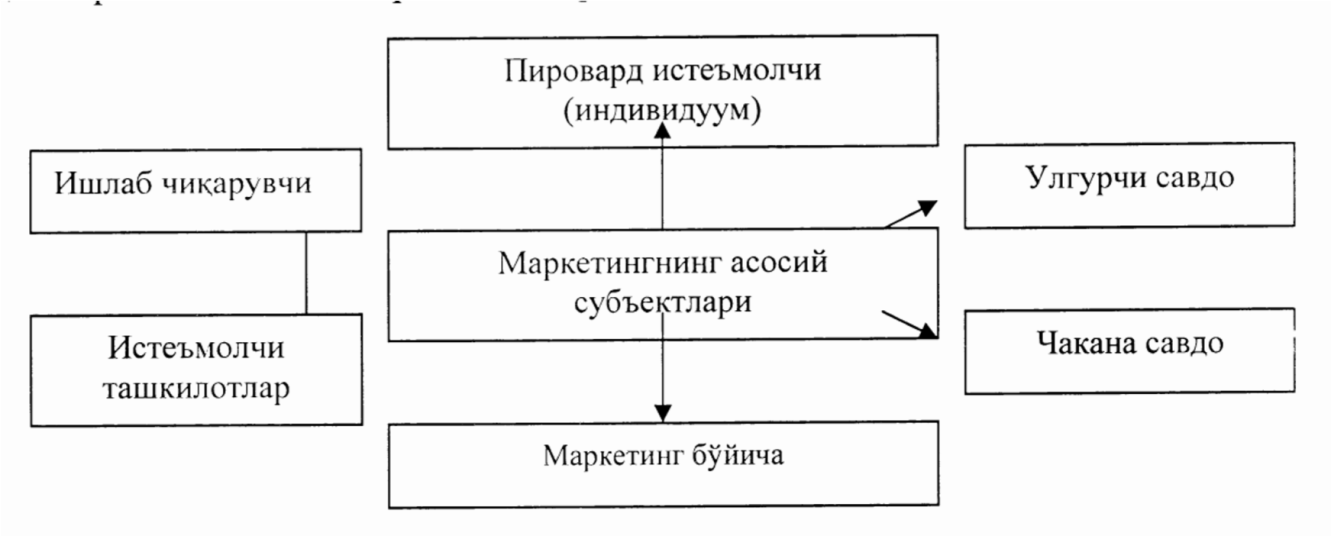 Пировард истеъмолчи
(индивидуум)
Ишлаб чиқарувчи
Улгурчи савдо
Маркетингнинг асосий
субъектлари
Истеъмолчи
ташкилотлар
Чакана савдо
Маркетинг бўйича